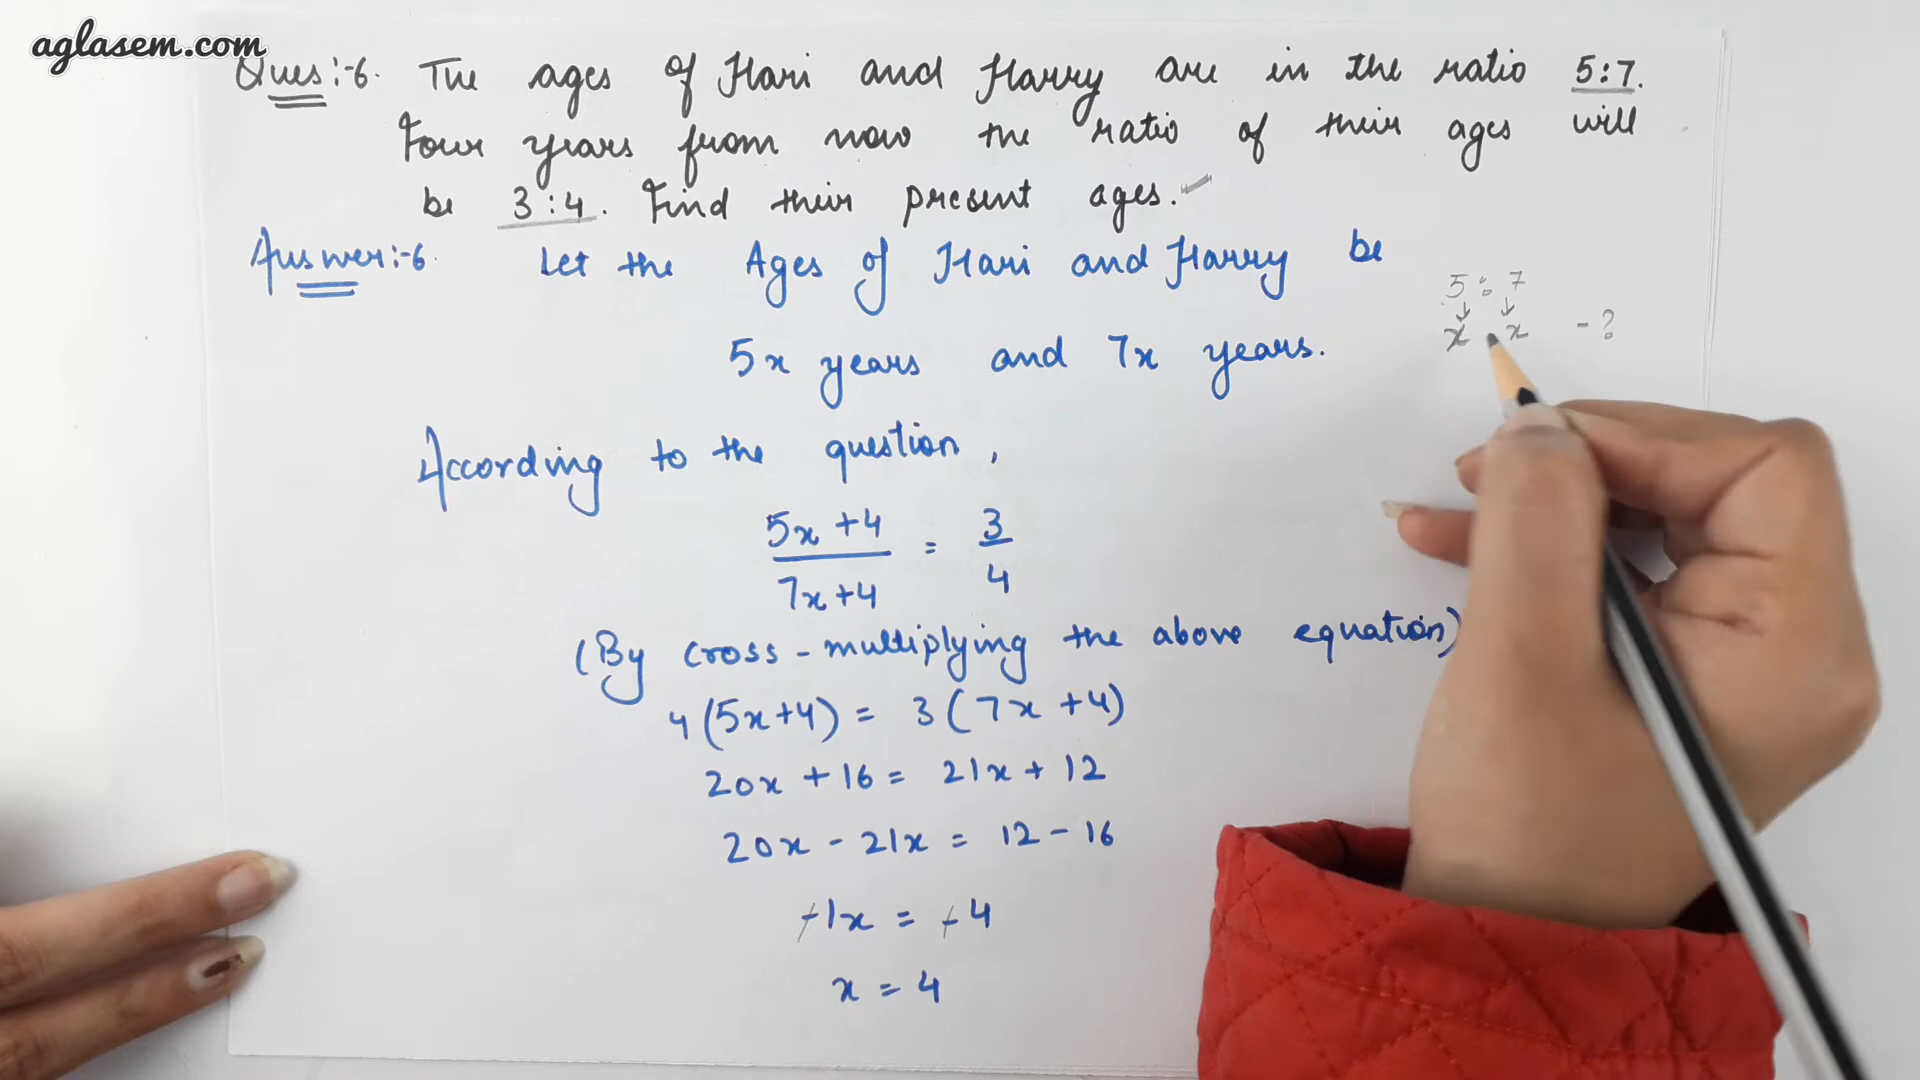 aglasem.com
Ques:-6. The ages of Hari and Harry are in the ratio 5:7.
Four years from now the ratio of their ages will
be 3:4. Find their present ages.
Answer:-6. Let the Ages of Hari and Harry be
5x years and 7x years.
5 : 7
↓ ↓
x x - ?
According to the question,
5x+4 = 3
7x+4 4
(By cross-multiplying the above equation)
4(5x+4) = 3(7x+4)
20x + 16 = 21x + 12
20x - 21x = 12 - 16
-1x = -4
x = 4